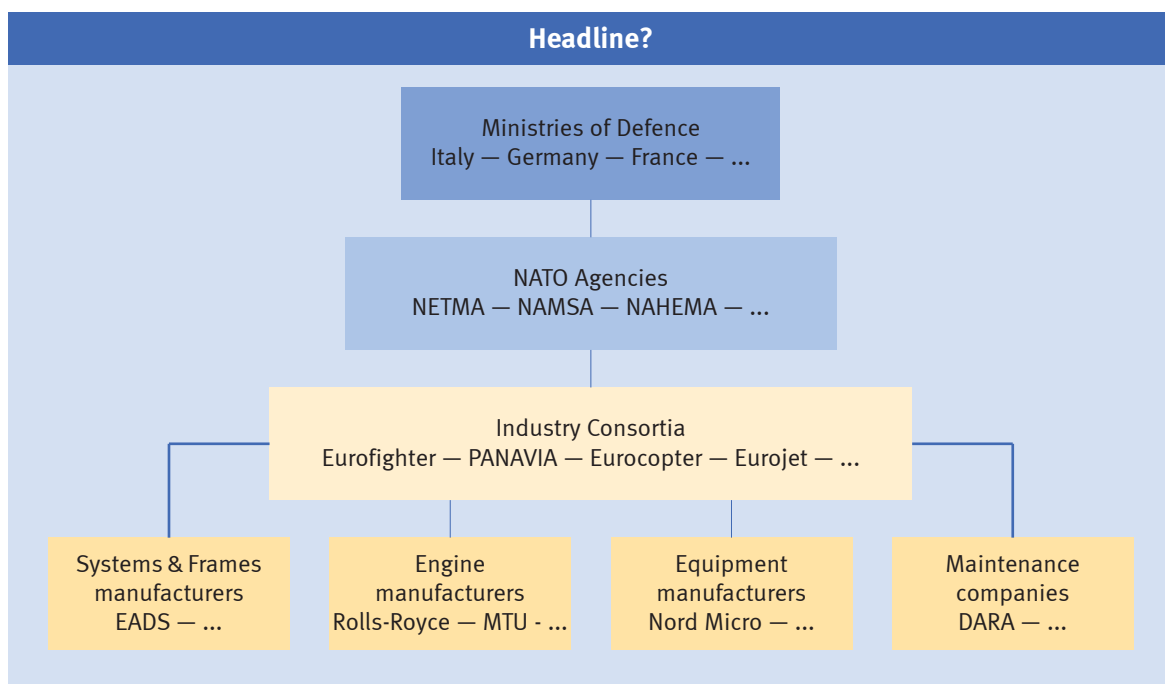 Headline?
Ministries of Defence
Italy — Germany — France — ...
NATO Agencies
NETMA — NAMSA — NAHEMA — ...
Industry Consortia
Eurofighter — PANAVIA — Eurocopter — Eurojet — ...
Systems & Frames
manufacturers
EADS — ...
Engine
manufacturers
Rolls-Royce — MTU - ...
Equipment
manufacturers
Nord Micro — ...
Maintenance
companies
DARA — ...